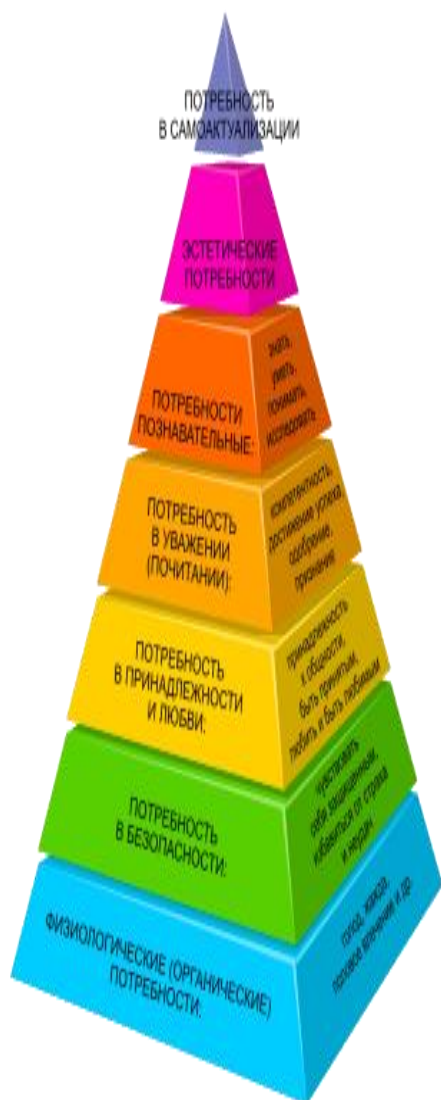 ПОТРЕБНОСТЬ
В САМОАКТУАЛИЗАЦИИ
ЭСТЕТИЧЕСКИЕ
ПОТРЕБНОСТИ
ПОТРЕБНОСТИ
ПОЗНАВАТЕЛЬНЫЕ:
знать,
уметь,
понимать,
исследовать
ПОТРЕБНОСТЬ
В УВАЖЕНИИ
(ПОЧИТАНИИ):
компетентность,
достижение успеха,
одобрение,
признание
ПОТРЕБНОСТЬ
В ПРИНАДЛЕЖНОСТИ
И ЛЮБВИ:
принадлежность
к общности,
быть принятым,
любить и быть любимым
ПОТРЕБНОСТЬ
В БЕЗОПАСНОСТИ:
чувствовать
себя защищенным,
избавиться от страха
и неудач
ФИЗИОЛОГИЧЕСКИЕ (ОРГАНИЧЕСКИЕ)
ПОТРЕБНОСТИ:
голод, жажда,
половое влечение и др.